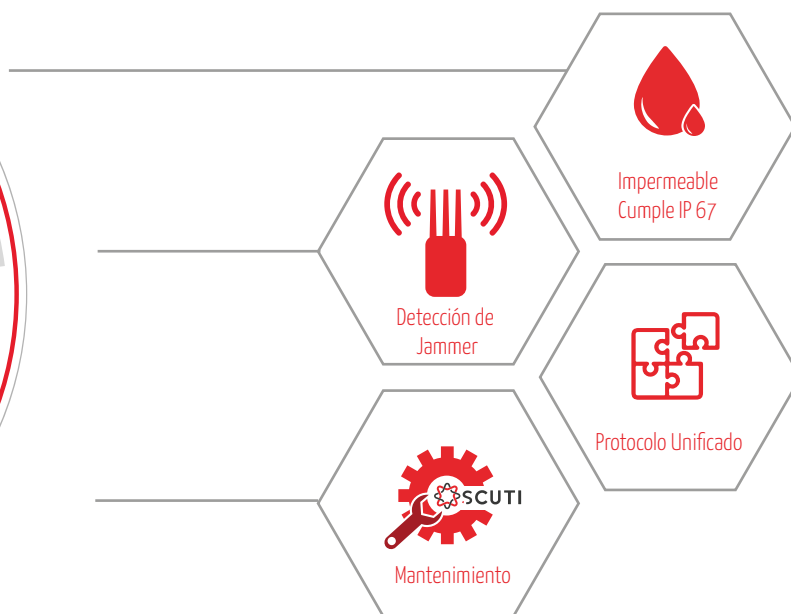 Impermeable
Cumple IP 67
Detección de
Jammer
Protocolo Unificado
SCUTI
Mantenimiento